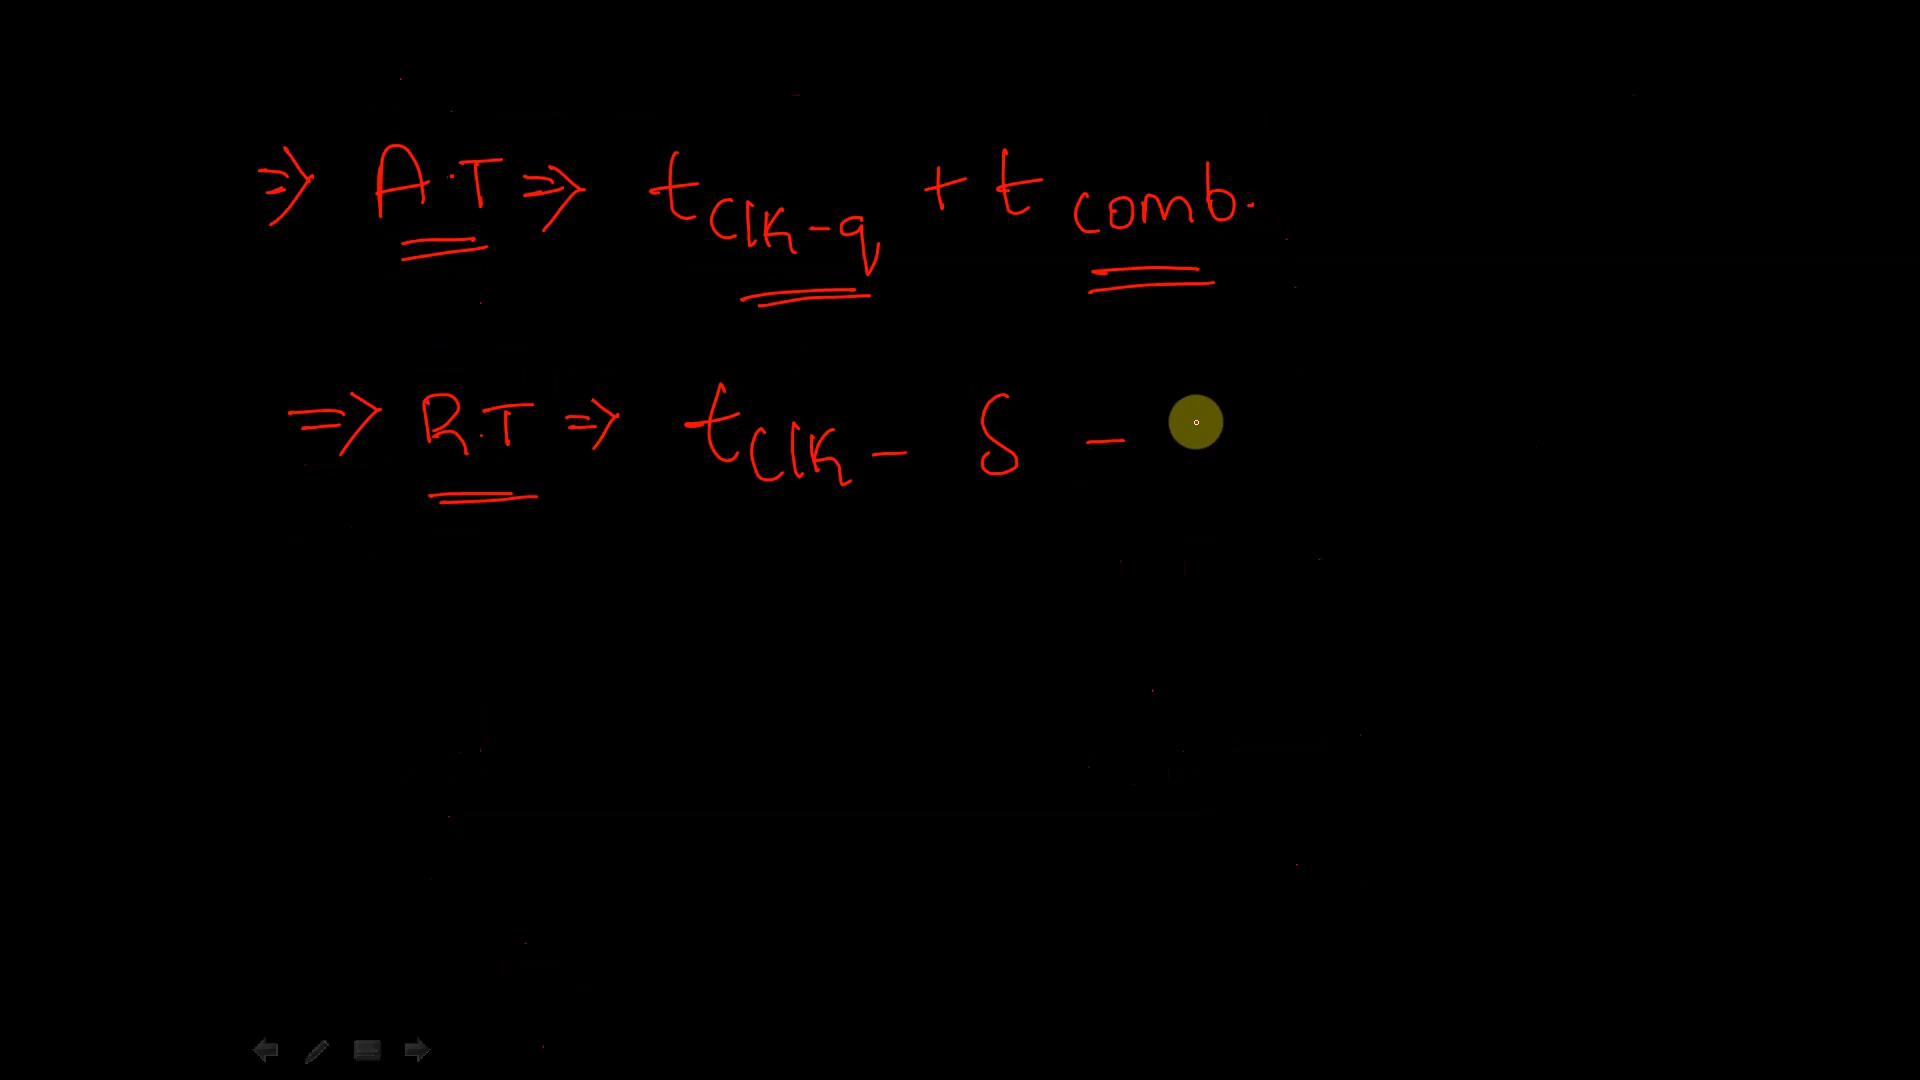 ⇒ A.T ⇒ t clk-q + t comb.
⇒ R.T ⇒ t clk - δ -